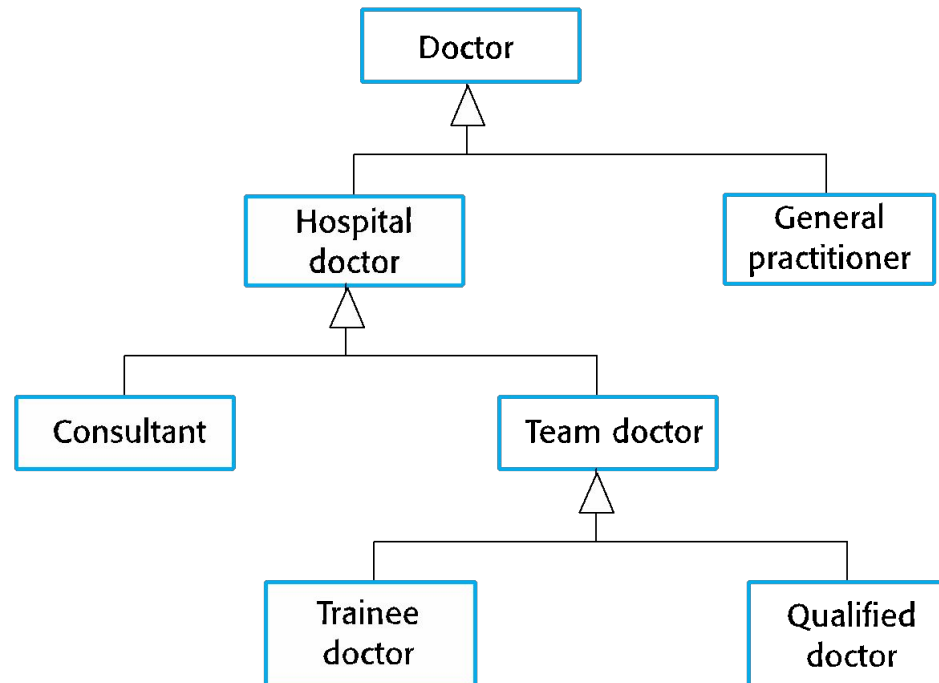 Doctor
Hospital
doctor
General
practitioner
Consultant
Team doctor
Trainee
doctor
Qualified
doctor